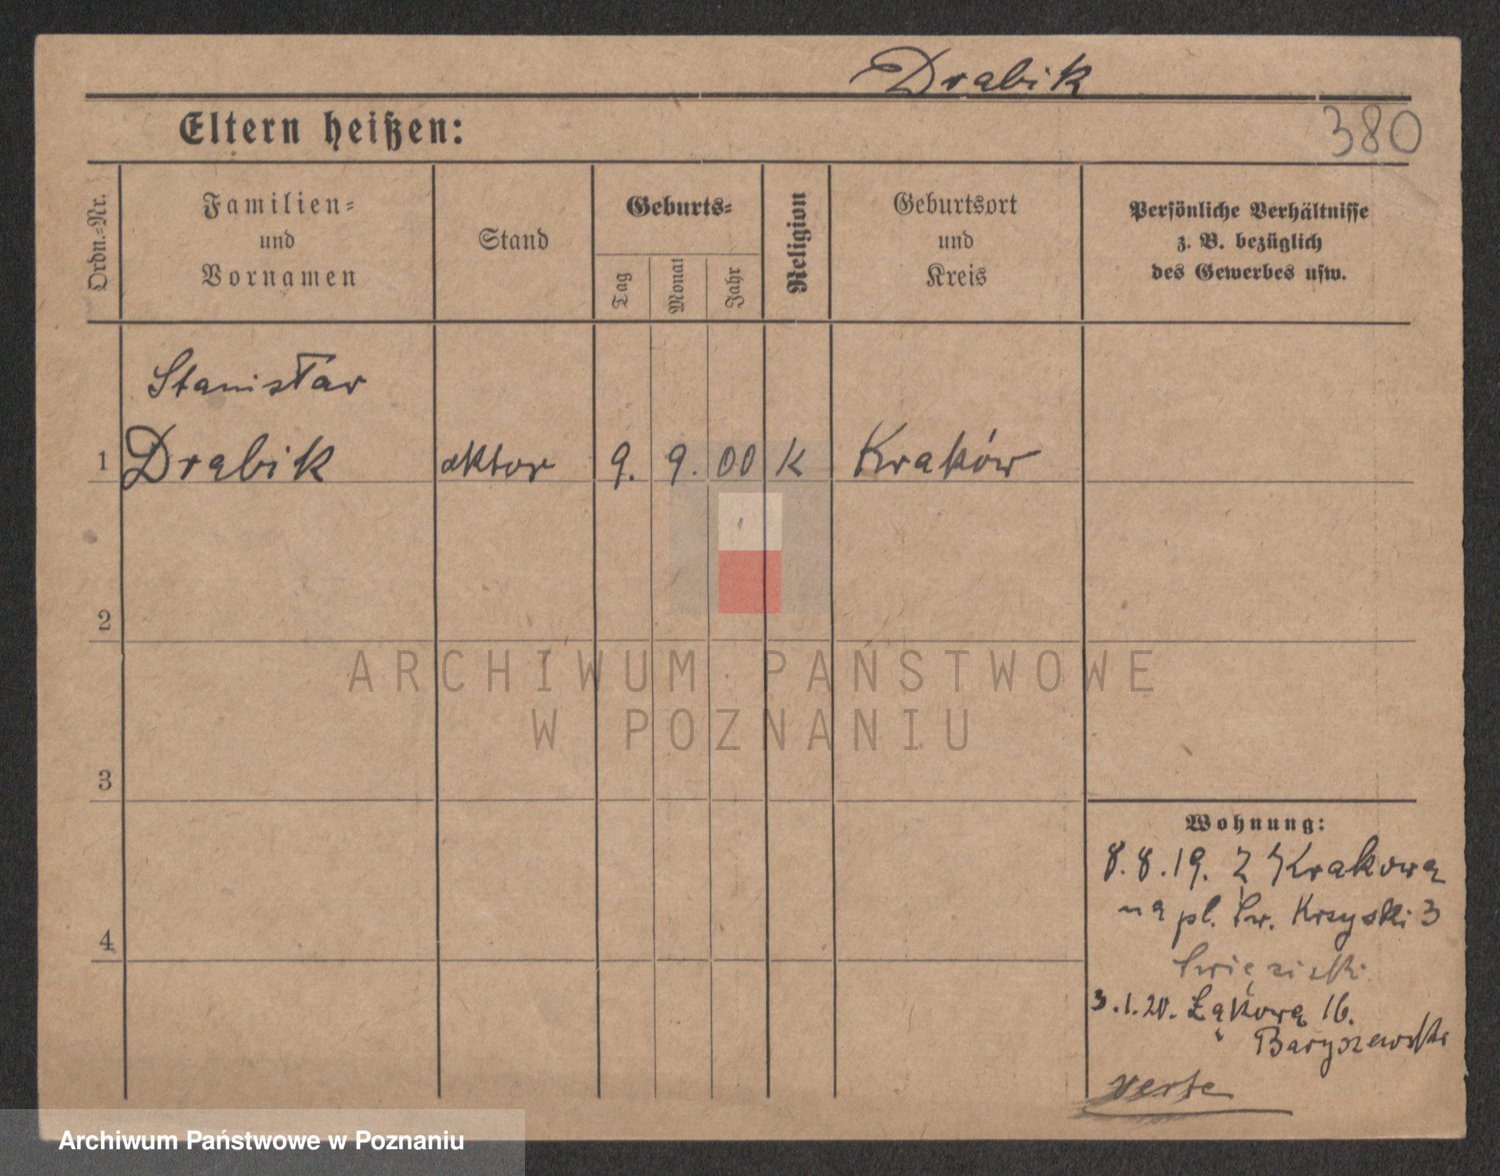 Drabik
Eltern heißen:
380
Ordn.-Nr.
Familien-
und
Vornamen
Stand
Geburts-
Tag
Monat
Jahr
Religion
Geburtsort
und
Kreis
Persönliche Verhältnisse
z. B. bezüglich
des Gewerbes usw.
Stanisław
1 Drabik aktor 9. 9. 00 K Kraków
2
3
4
Wohnung:
8.8.19. Z Krakowa
na pl. Św. Krzyski 3
3.1.20. Łąkowa 16.
Baryszewski
verte
ARCHIWUM PAŃSTWOWE
W POZNANIU
Archiwum Państwowe w Poznaniu